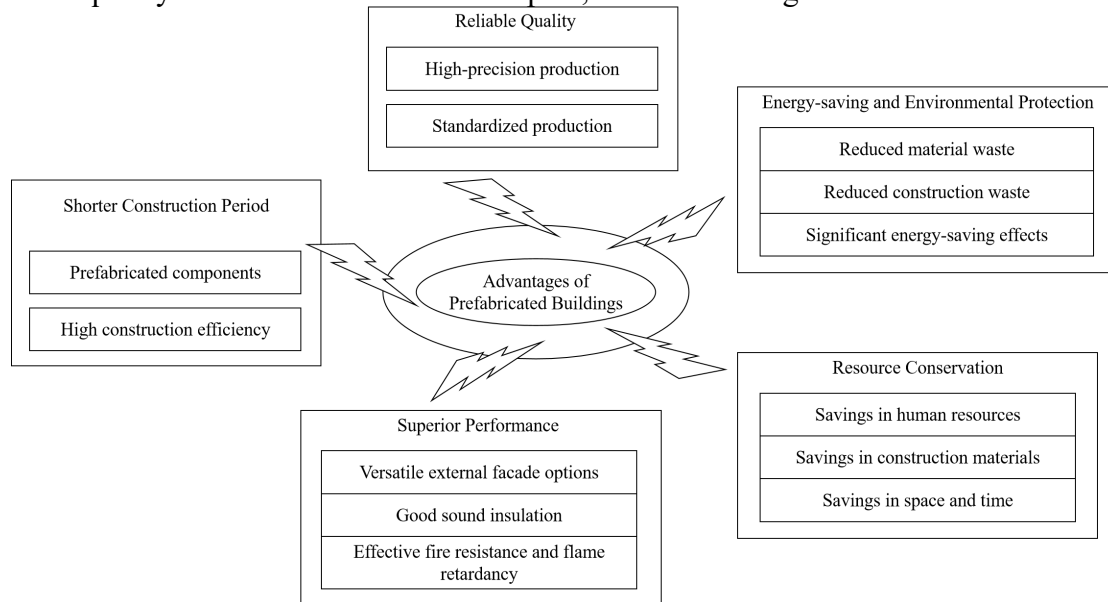 Reliable Quality
High-precision production
Standardized production
Energy-saving and Environmental Protection
Reduced material waste
Reduced construction waste
Significant energy-saving effects
Shorter Construction Period
Prefabricated components
High construction efficiency
Advantages of
Prefabricated Buildings
Resource Conservation
Savings in human resources
Savings in construction materials
Savings in space and time
Superior Performance
Versatile external facade options
Good sound insulation
Effective fire resistance and flame
retardancy